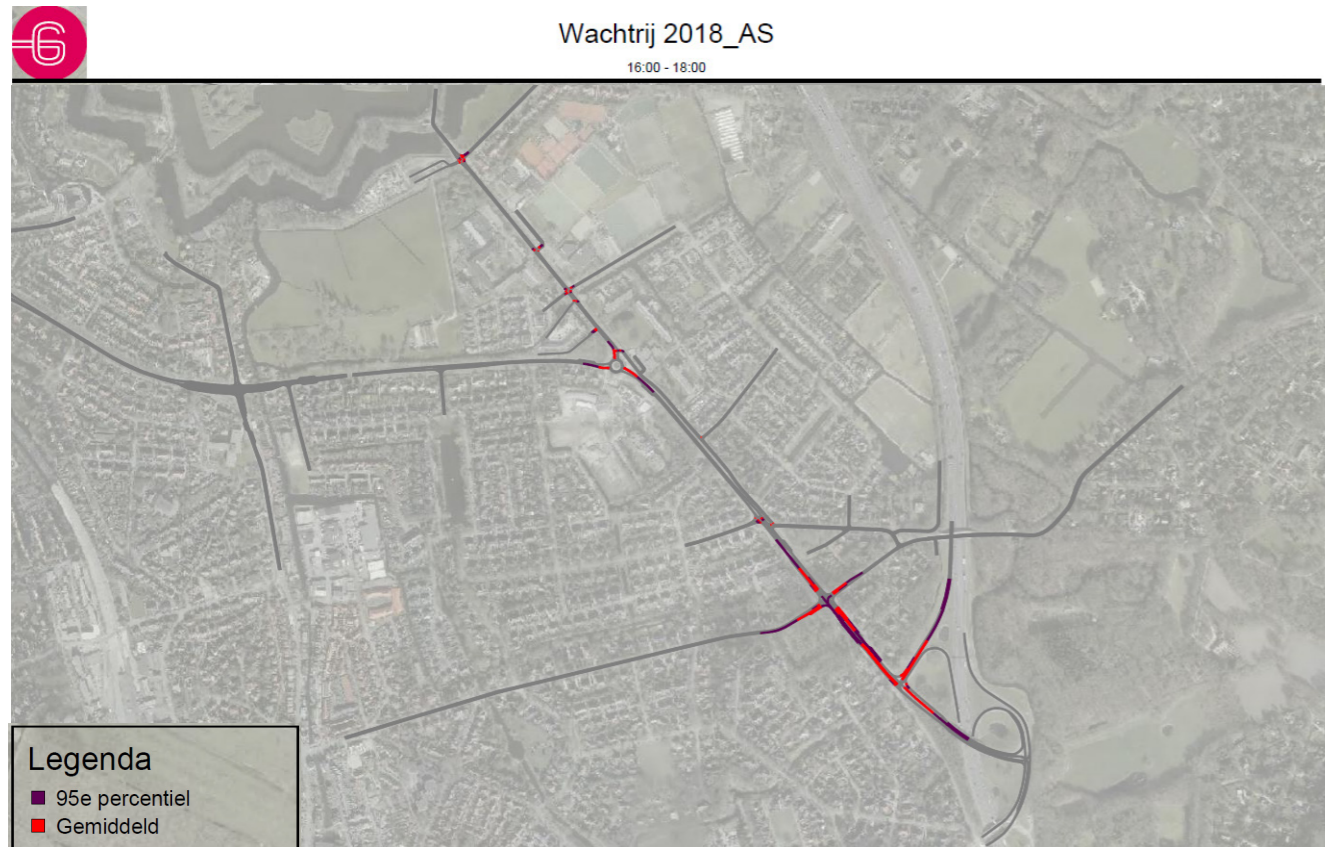 Wachtrij 2018_AS
16:00 - 18:00
Legenda
95e percentiel
Gemiddeld